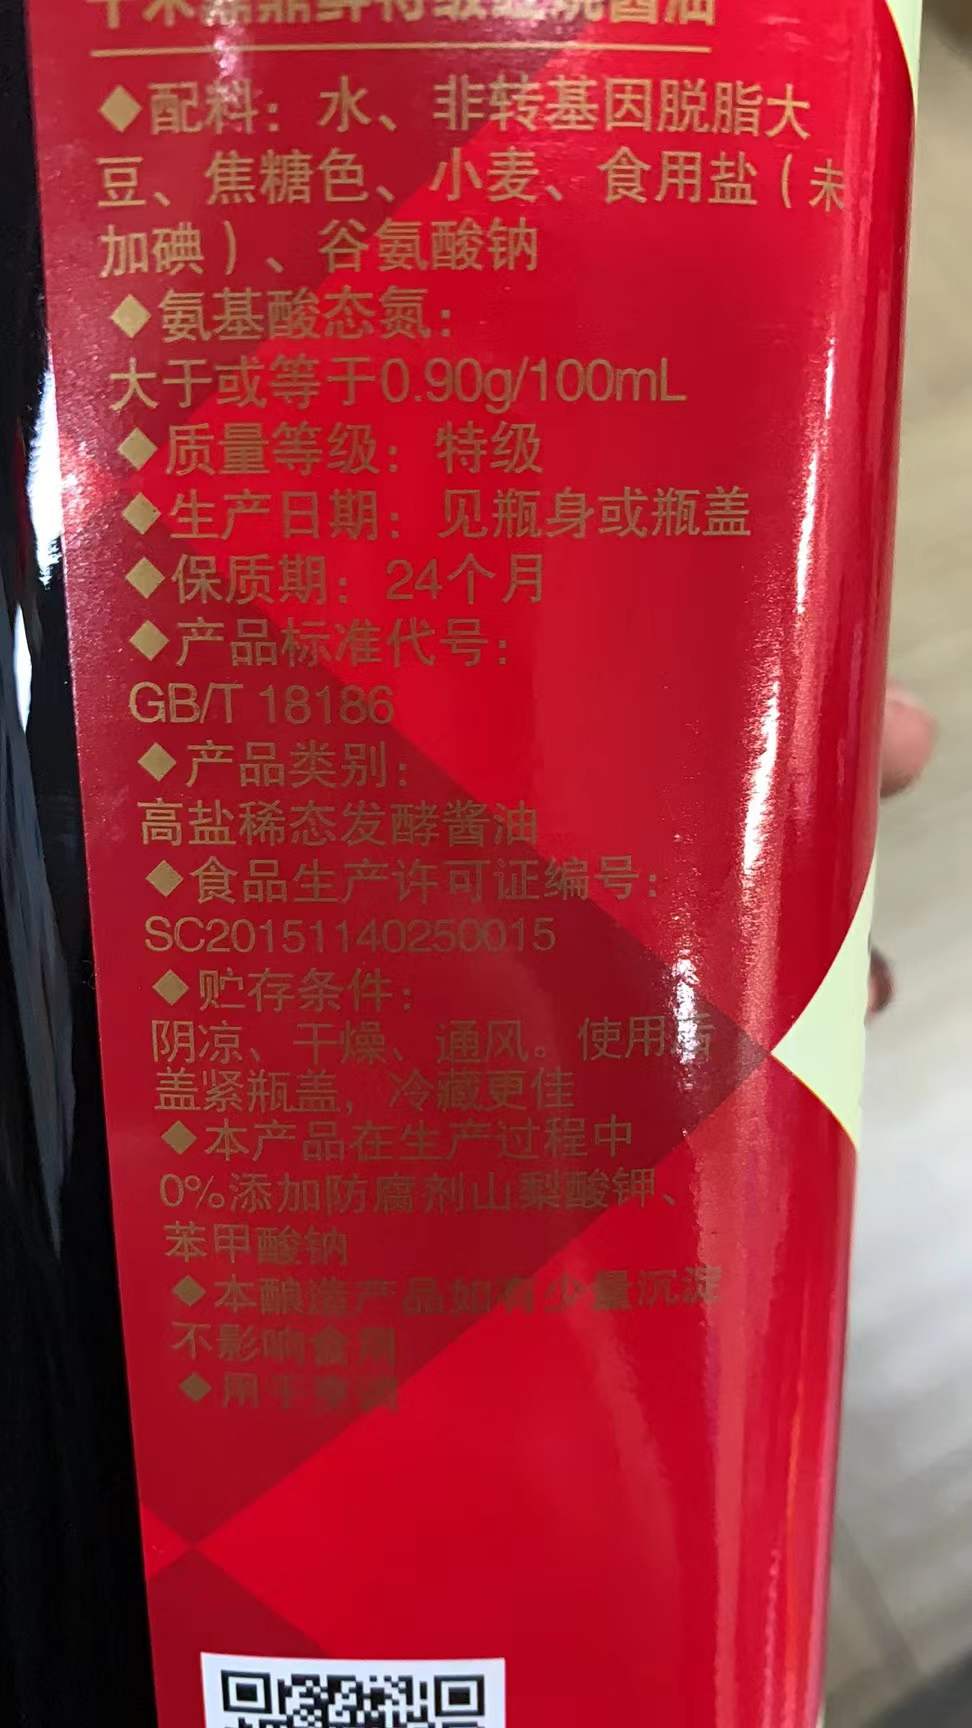 ◆配料：水、非转基因脱脂大
豆、焦糖色、小麦、食用盐（未
加碘）、谷氨酸钠
◆氨基酸态氮：
大于或等于0.90g/100mL
◆质量等级：特级
◆生产日期：见瓶身或瓶盖
◆保质期：24个月
◆产品标准代号：
GB/T 18186
◆产品类别：
高盐稀态发酵酱油
◆食品生产许可证编号：
SC20151140250015
◆贮存条件：
阴凉、干燥、通风。使用后
盖紧瓶盖，冷藏更佳
◆本产品在生产过程中
0%添加防腐剂山梨酸钾、
苯甲酸钠
◆本酿造产品如有少量沉淀
不影响食用
◆用于烹调